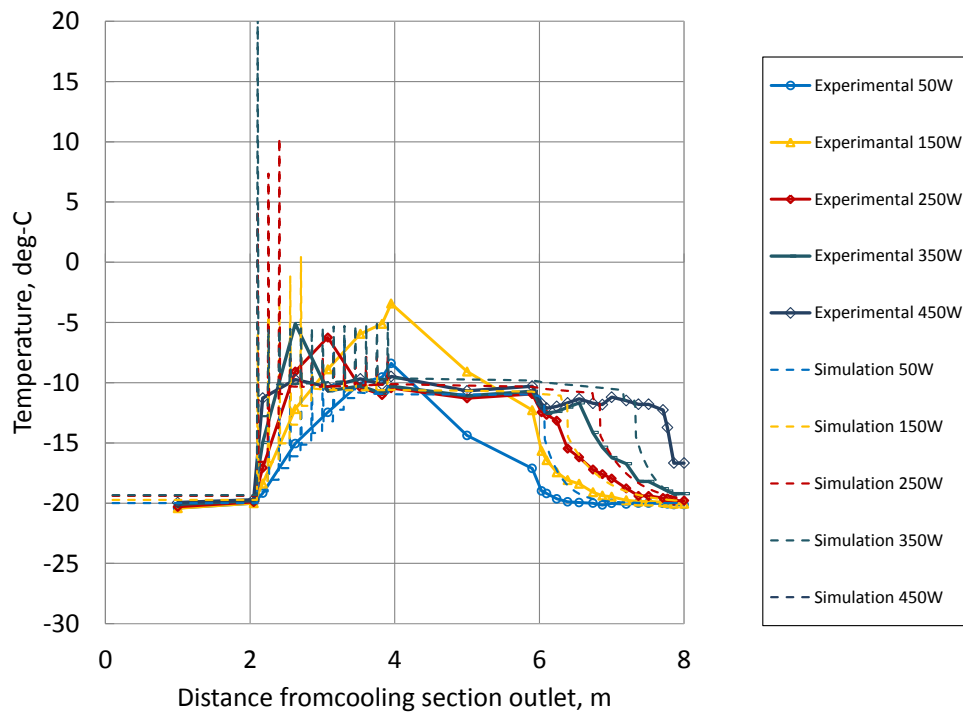 20
15
10
5
0
-5
-10
-15
-20
-25
-30
Temperature, deg-C
0 2 4 6 8
Distance fromcooling section outlet, m
Experimental 50W
Experimantal 150W
Experimental 250W
Experimental 350W
Experimental 450W
Simulation 50W
Simulation 150W
Simulation 250W
Simulation 350W
Simulation 450W